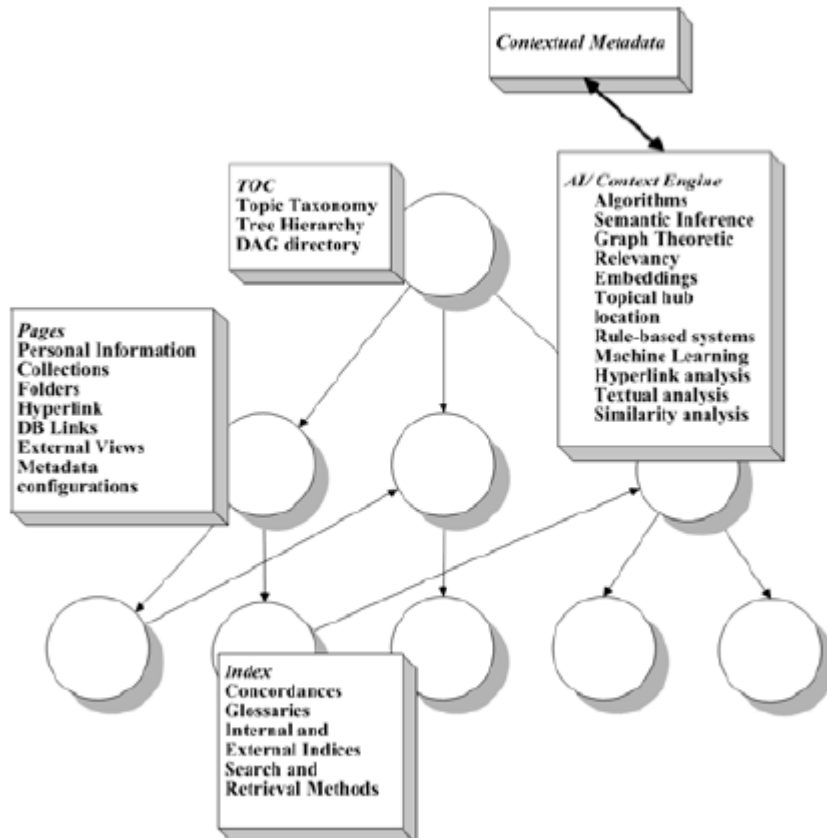 Contextual Metadata
TOC
Topic Taxonomy
Tree Hierarchy
DAG directory
AI/ Context Engine
Algorithms
Semantic Inference
Graph Theoretic
Relevancy
Embeddings
Topical hub
location
Rule-based systems
Machine Learning
Hyperlink analysis
Textual analysis
Similarity analysis
Pages
Personal Information
Collections
Folders
Hyperlink
DB Links
External Views
Metadata
configurations
Index
Concordances
Glossaries
Internal and
External Indices
Search and
Retrieval Methods